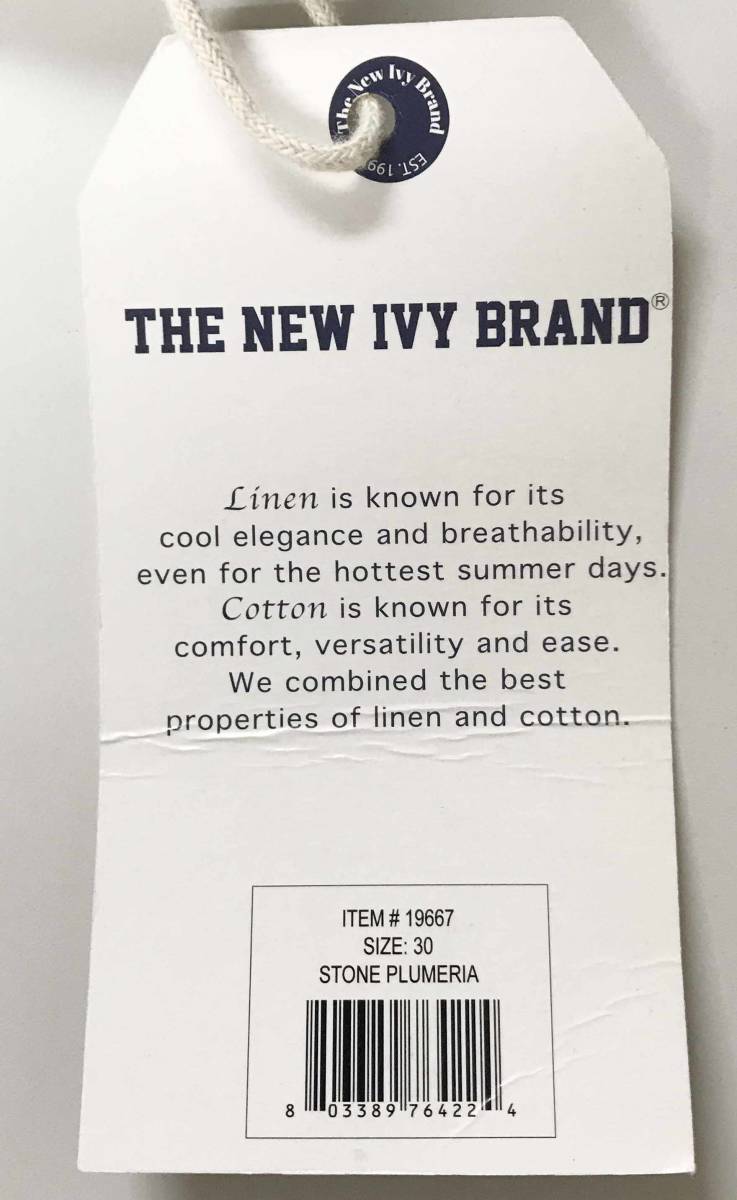 The New Ivy Brand
EST. 199
THE NEW IVY BRAND®
Linen is known for its
cool elegance and breathability,
even for the hottest summer days.
Cotton is known for its
comfort, versatility and ease.
We combined the best
properties of linen and cotton.
ITEM # 19667
SIZE: 30
STONE PLUMERIA
8 03389 76422 4